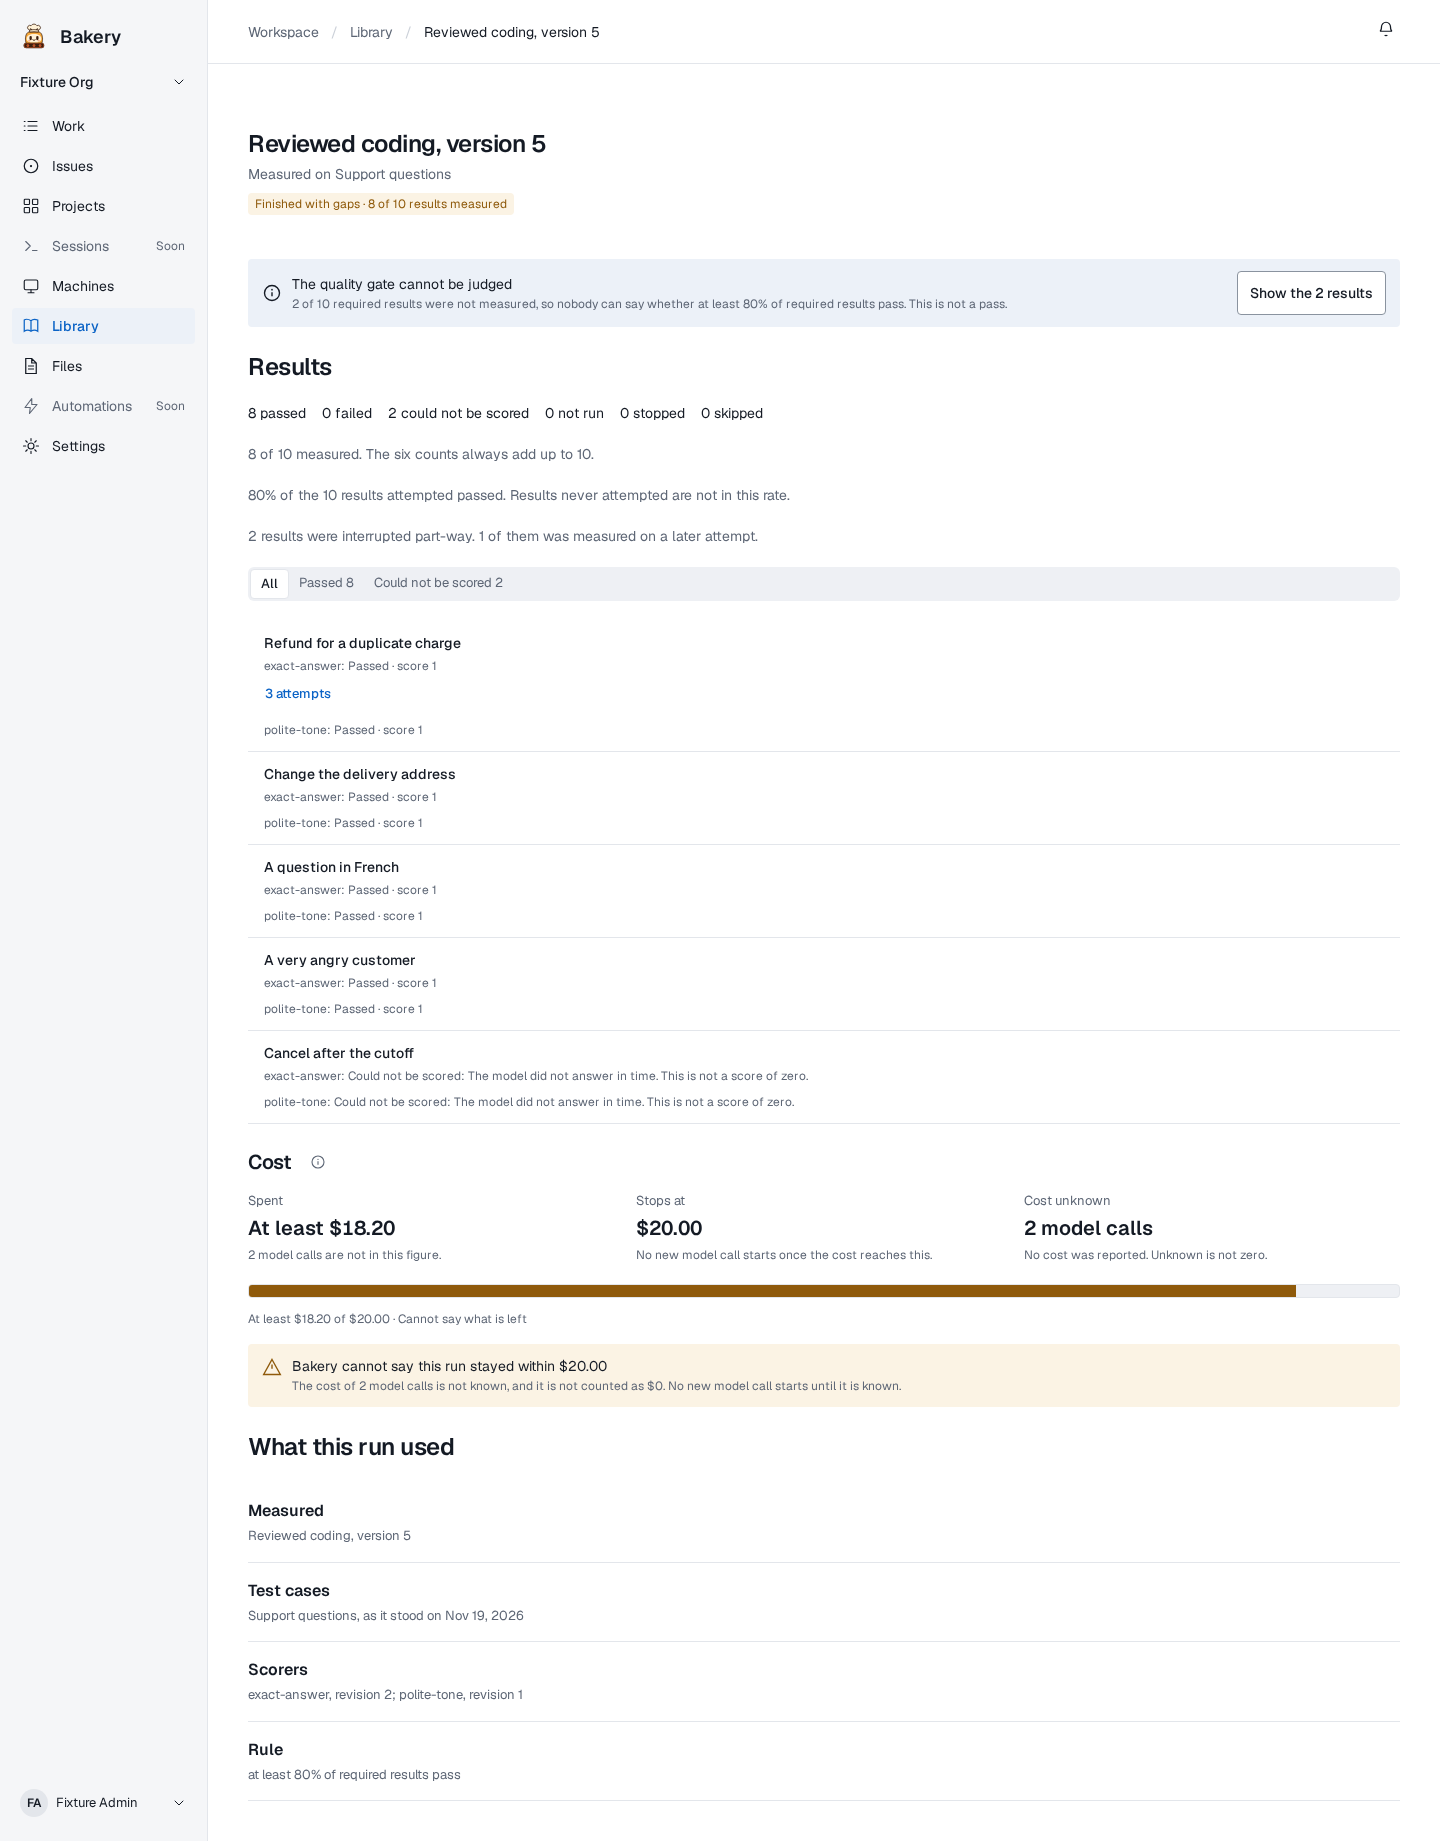 Bakery
Fixture Org
Work
Issues
Projects
Sessions Soon
Machines
Library
Files
Automations Soon
Settings
FA Fixture Admin
Workspace / Library / Reviewed coding, version 5
Reviewed coding, version 5
Measured on Support questions
Finished with gaps · 8 of 10 results measured
The quality gate cannot be judged
2 of 10 required results were not measured, so nobody can say whether at least 80% of required results pass. This is not a pass.
Show the 2 results
Results
8 passed 0 failed 2 could not be scored 0 not run 0 stopped 0 skipped
8 of 10 measured. The six counts always add up to 10.
80% of the 10 results attempted passed. Results never attempted are not in this rate.
2 results were interrupted part-way. 1 of them was measured on a later attempt.
All Passed 8 Could not be scored 2
Refund for a duplicate charge
exact-answer: Passed · score 1
3 attempts
polite-tone: Passed · score 1
Change the delivery address
exact-answer: Passed · score 1
polite-tone: Passed · score 1
A question in French
exact-answer: Passed · score 1
polite-tone: Passed · score 1
A very angry customer
exact-answer: Passed · score 1
polite-tone: Passed · score 1
Cancel after the cutoff
exact-answer: Could not be scored: The model did not answer in time. This is not a score of zero.
polite-tone: Could not be scored: The model did not answer in time. This is not a score of zero.
Cost
Spent
At least $18.20
2 model calls are not in this figure.
Stops at
$20.00
No new model call starts once the cost reaches this.
Cost unknown
2 model calls
No cost was reported. Unknown is not zero.
At least $18.20 of $20.00 · Cannot say what is left
Bakery cannot say this run stayed within $20.00
The cost of 2 model calls is not known, and it is not counted as $0. No new model call starts until it is known.
What this run used
Measured
Reviewed coding, version 5
Test cases
Support questions, as it stood on Nov 19, 2026
Scorers
exact-answer, revision 2; polite-tone, revision 1
Rule
at least 80% of required results pass